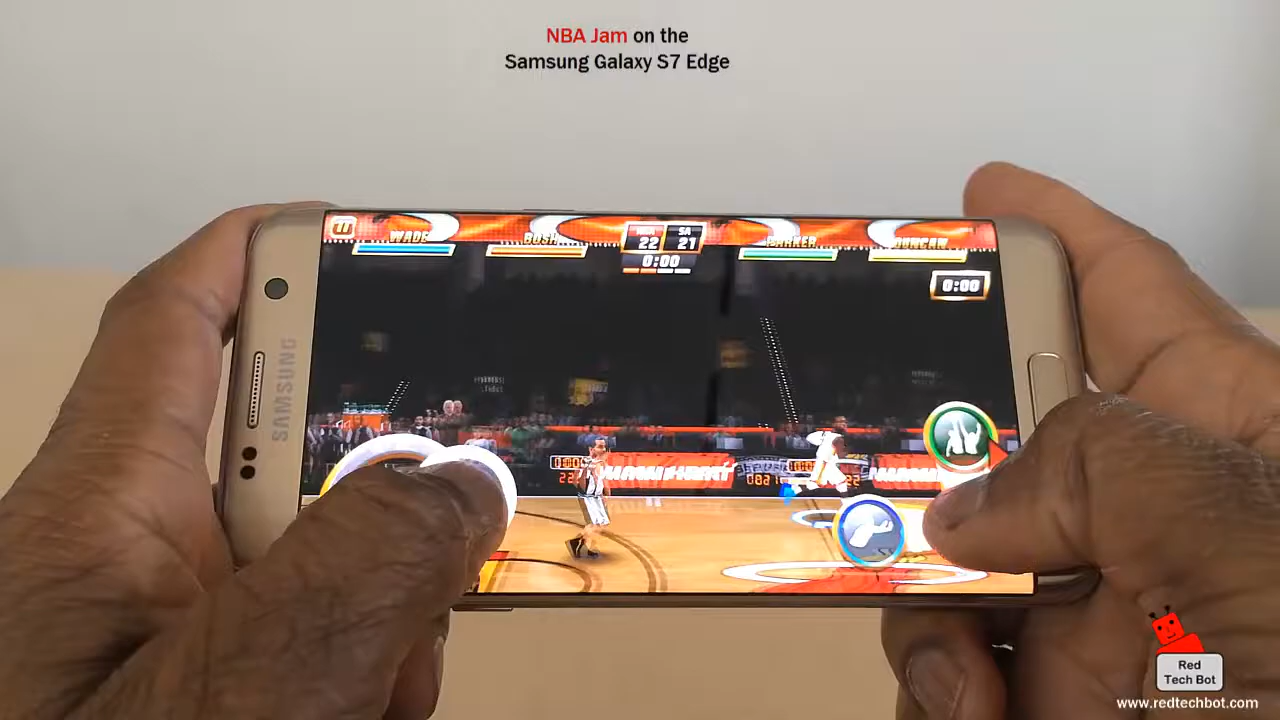 NBA Jam on the
Samsung Galaxy S7 Edge
WADE
BOSH
MIA
SA
PARKER
DUNCAN
22
21
0:00
0:00
SAMSUNG
Red
Tech Bot
www.redtechbot.com